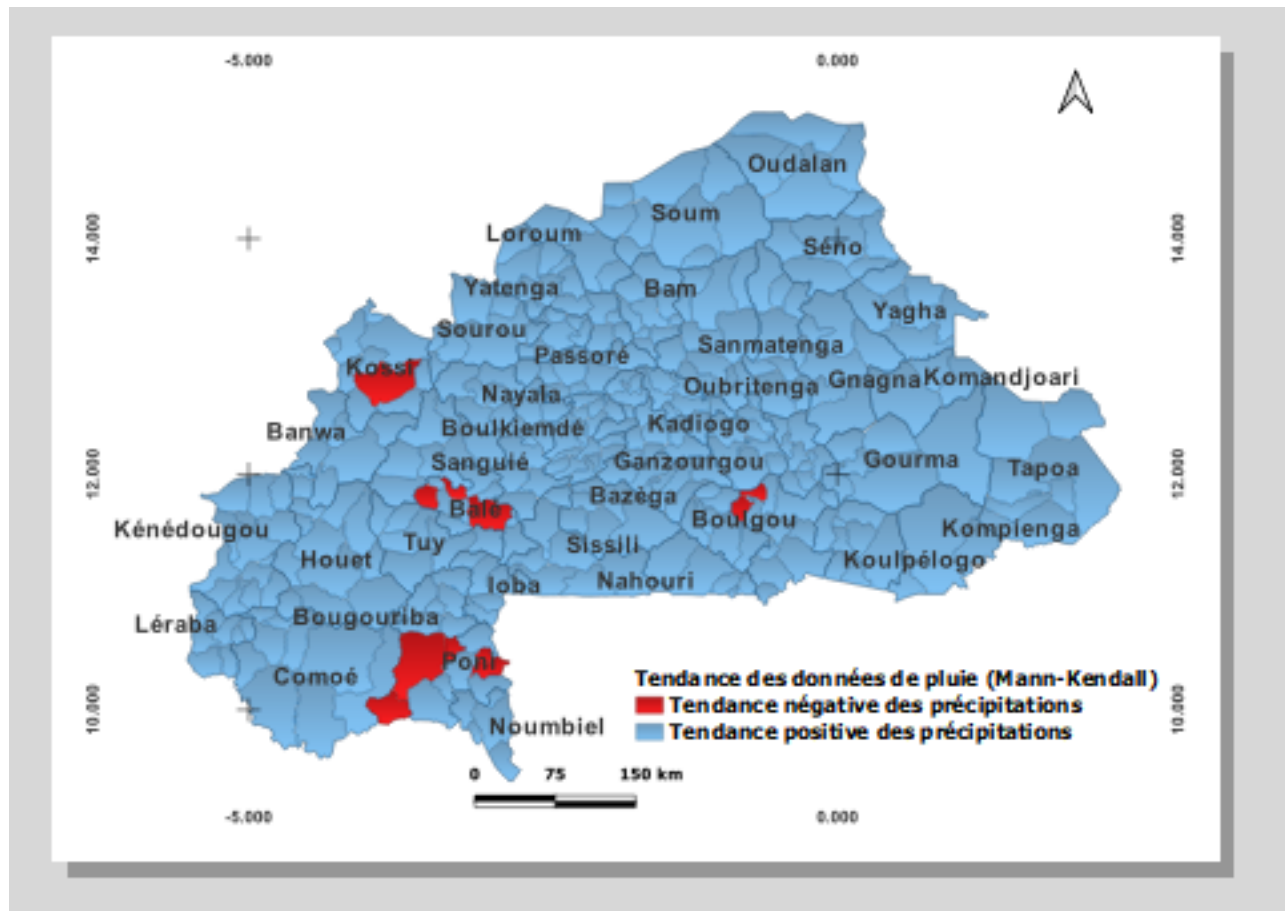 -5.000 0.000
Oudalan
Soum
14.000 Loroum Séno 14.000
Yatenga Bam
Yagha
Sourou
Passoré Sanmatenga
Kossi
Nayala Oubritenga Gnagna Komandjoari
Banwa Boulkiemdé Kadiogo
12.000 Sanguié Ganzourgou Gourma Tapoa 12.000
Balé Bazèga
Boulgou
Kénédougou Kompienga
Tuy Sissili
Houet Koulpélogo
Ioba Nahouri
Léraba Bougouriba
Poni
Comoé
Tendance des données de pluie (Mann-Kendall)
10.000 Tendance négative des précipitations 10.000
Noumbiel Tendance positive des précipitations
0 75 150 km
-5.000 0.000